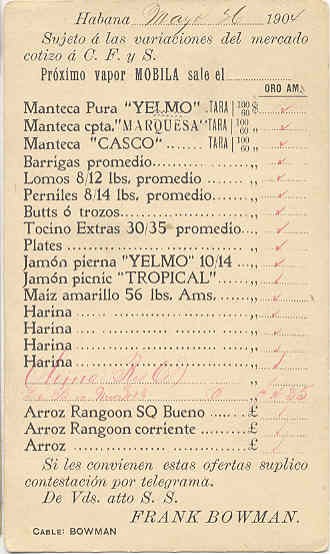 Habana Mayo 26 1904
Sujeto á las variaciones del mercado
cotizo á C. F. y S.
Próximo vapor MOBILA sale el
ORO AM.
Manteca Pura "YELMO" .TARA 100/60 $
Manteca cpta."MARQUESA" TARA 100/60 „
Manteca "CASCO"...... TARA 100/60 „
Barrigas promedio..................„
Lomos 8/12 lbs. promedio .......„
Perniles 8/14 lbs. promedio......„
Butts ó trozos......................„
Tocino Extras 30/35 promedio...„
Plates ...............................„
Jamón pierna "YELMO" 10/14 ...„
Jamón picnic "TROPICAL"......„
Maíz amarillo 56 lbs. Ams.......„
Harina ..............................„
Harina ..............................„
Harina ..............................„
Harina ..............................„
Arroz Rangoon SQ Bueno ......£
Arroz Rangoon corriente .........£
Arroz ................................£
Si les convienen estas ofertas suplico
contestación por telegrama.
De Vds. atto S. S.
FRANK BOWMAN.
CABLE: BOWMAN